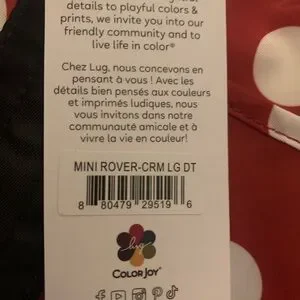 details to playful colors &
prints, we invite you into our
friendly community and to
live life in color®
Chez Lug, nous concevons en
pensant à vous ! Avec les
détails bien pensés aux couleurs
et imprimés ludiques, nous
vous invitons dans notre
communauté amicale et à
vivre la vie en couleur!
MINI ROVER-CRM LG DT
8 80479 29519 6
lug
COLORJOY